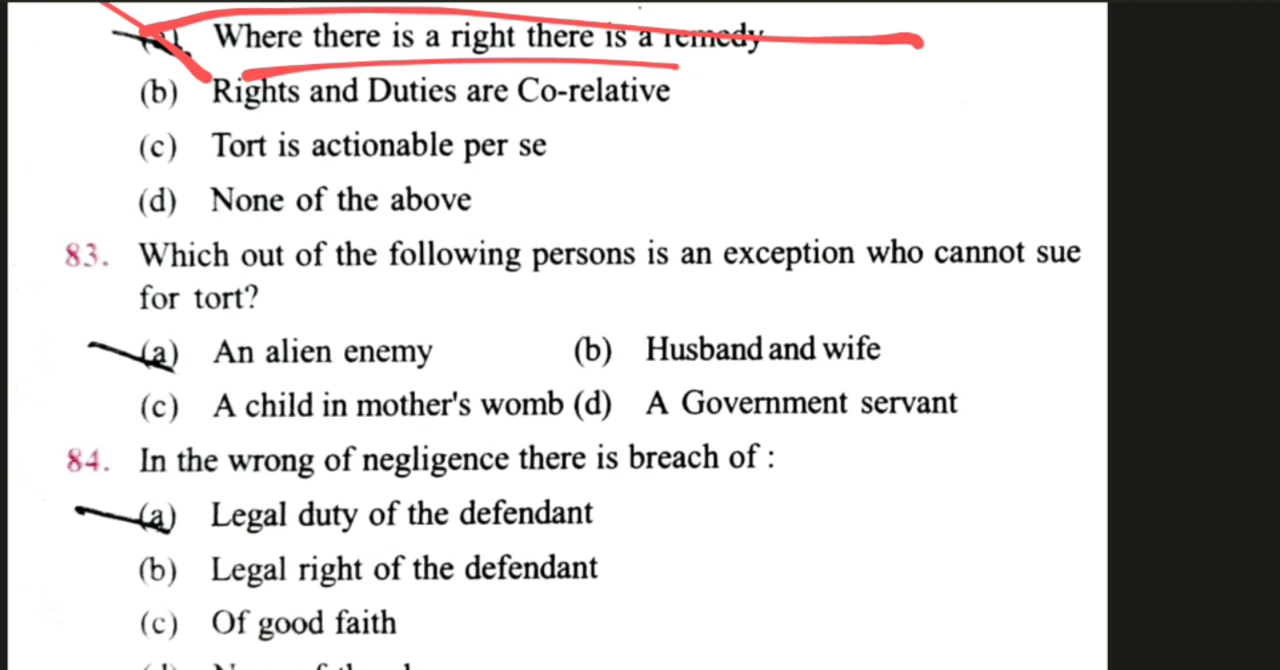 (a) Where there is a right there is a remedy
(b) Rights and Duties are Co-relative
(c) Tort is actionable per se
(d) None of the above
83. Which out of the following persons is an exception who cannot sue
for tort?
(a) An alien enemy (b) Husband and wife
(c) A child in mother's womb (d) A Government servant
84. In the wrong of negligence there is breach of :
(a) Legal duty of the defendant
(b) Legal right of the defendant
(c) Of good faith